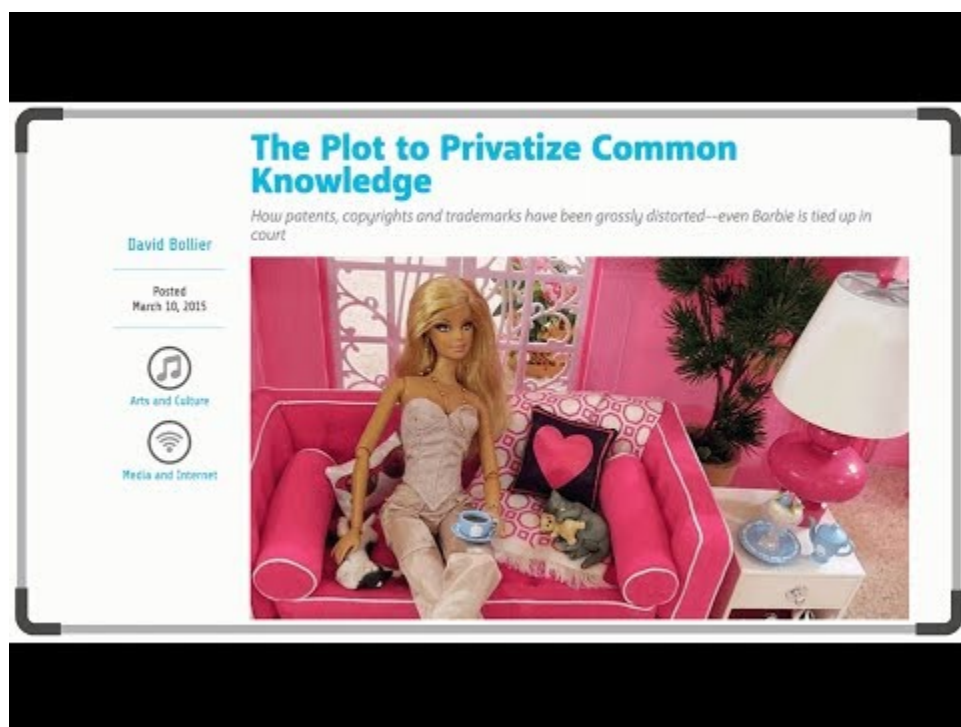 The Plot to Privatize Common
Knowledge
How patents, copyrights and trademarks have been grossly distorted--even Barbie is tied up in
court
David Bollier
Posted
March 10, 2015
Arts and Culture
Media and Internet